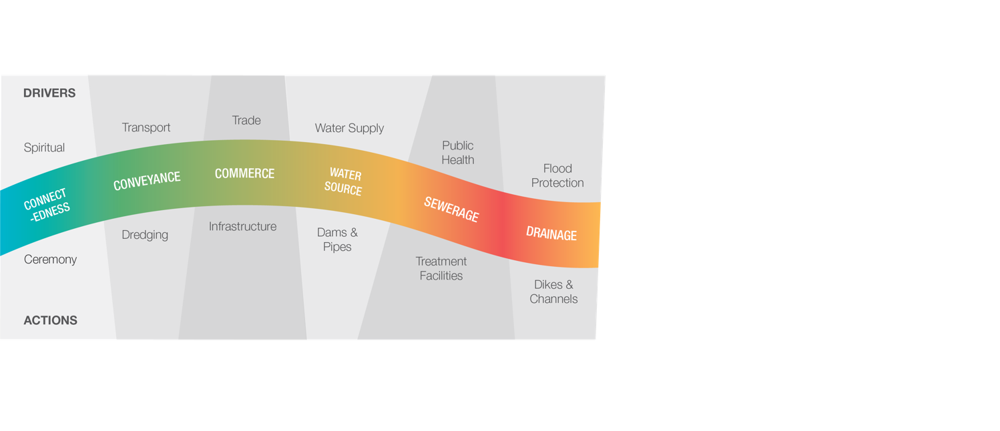 DRIVERS
Spiritual
Transport
Trade
Water Supply
Public
Health
Flood
Protection
CONNECT
-EDNESS
CONVEYANCE
COMMERCE
WATER
SOURCE
SEWERAGE
DRAINAGE
Ceremony
Dredging
Infrastructure
Dams &
Pipes
Treatment
Facilities
Dikes &
Channels
ACTIONS